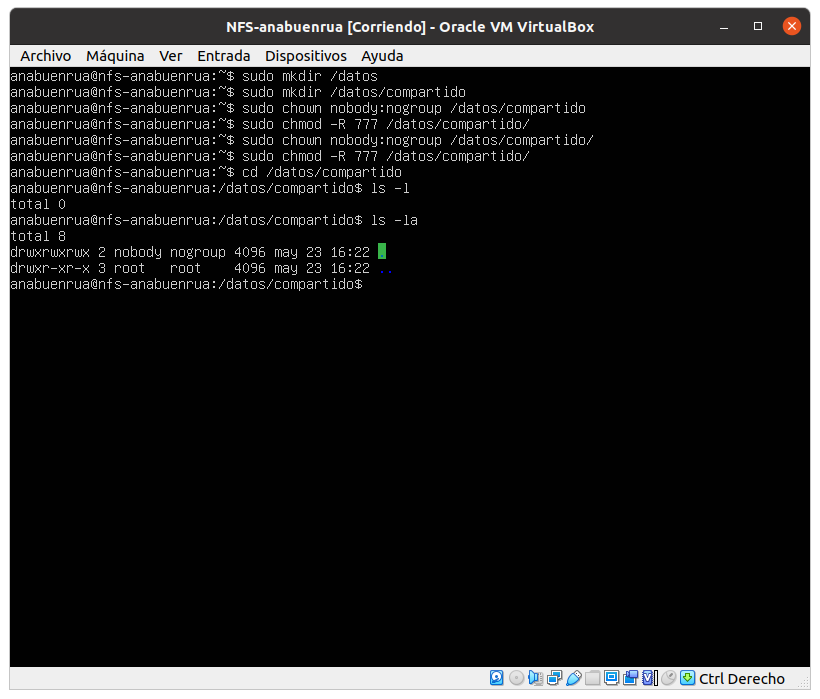 NFS-anabuenrua [Corriendo] - Oracle VM VirtualBox
Archivo Máquina Ver Entrada Dispositivos Ayuda
anabuenrua@nfs-anabuenrua:~$ sudo mkdir /datos
anabuenrua@nfs-anabuenrua:~$ sudo mkdir /datos/compartido
anabuenrua@nfs-anabuenrua:~$ sudo chown nobody:nogroup /datos/compartido
anabuenrua@nfs-anabuenrua:~$ sudo chmod -R 777 /datos/compartido/
anabuenrua@nfs-anabuenrua:~$ sudo chown nobody:nogroup /datos/compartido/
anabuenrua@nfs-anabuenrua:~$ sudo chmod -R 777 /datos/compartido/
anabuenrua@nfs-anabuenrua:~$ cd /datos/compartido
anabuenrua@nfs-anabuenrua:/datos/compartido$ ls -l
total 0
anabuenrua@nfs-anabuenrua:/datos/compartido$ ls -la
total 8
drwxrwxrwx 2 nobody nogroup 4096 may 23 16:22 .
drwxr-xr-x 3 root   root    4096 may 23 16:22 ..
anabuenrua@nfs-anabuenrua:/datos/compartido$
Ctrl Derecho